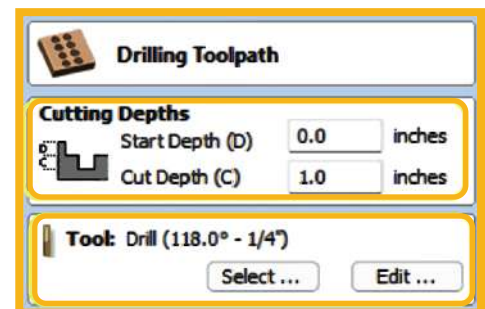 Drilling Toolpath
Cutting Depths
D
Start Depth (D) 0.0 inches
C
Cut Depth (C) 1.0 inches
Tool: Drill (118.0° - 1/4")
Select ... Edit ...